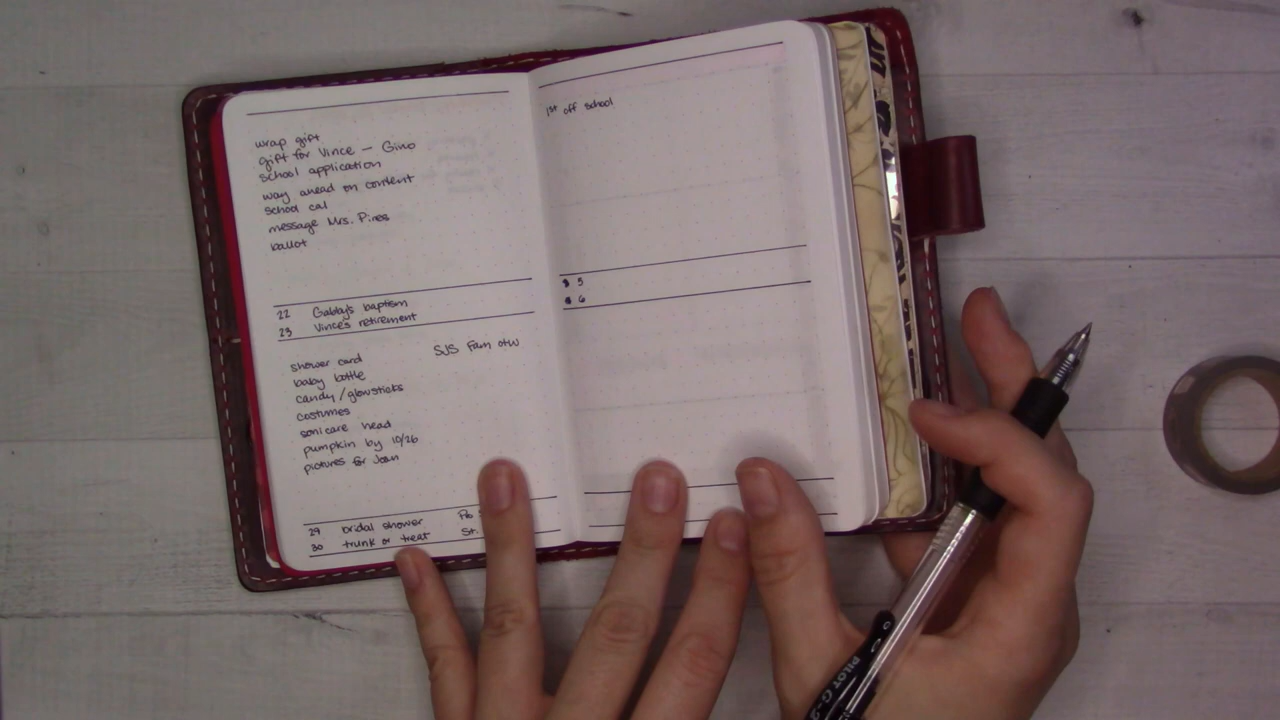 wrap gift
gift for Vince — Gino
school application
way ahead on content
school cal
message Mrs. Pires
ballot
22 Gabby's baptism
23 Vince's retirement
shower card
SJS Fam otw
baby bottle
candy/glowsticks
costumes
sonicare head
pumpkin by 10/26
pictures for Joan
29 bridal shower
30 trunk or treat St.
1st off school
5
6
PILOT G-2